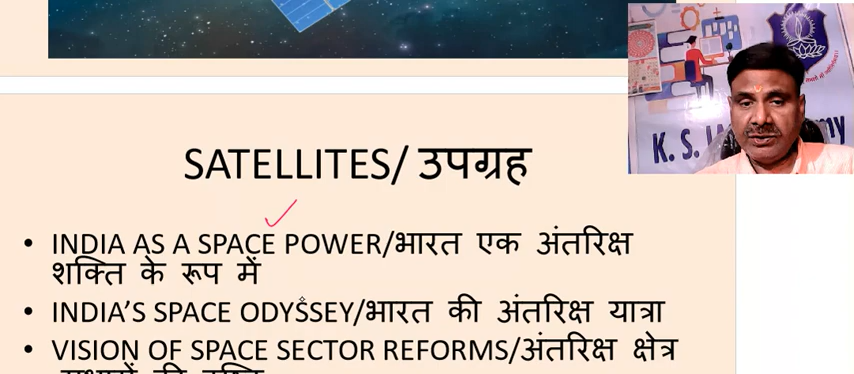 K. S.
my
SATELLITES/ उपग्रह
• INDIA AS A SPACE POWER/भारत एक अंतरिक्ष
शक्ति के रूप में
• INDIA’S SPACE ODYSSEY/भारत की अंतरिक्ष यात्रा
• VISION OF SPACE SECTOR REFORMS/अंतरिक्ष क्षेत्र